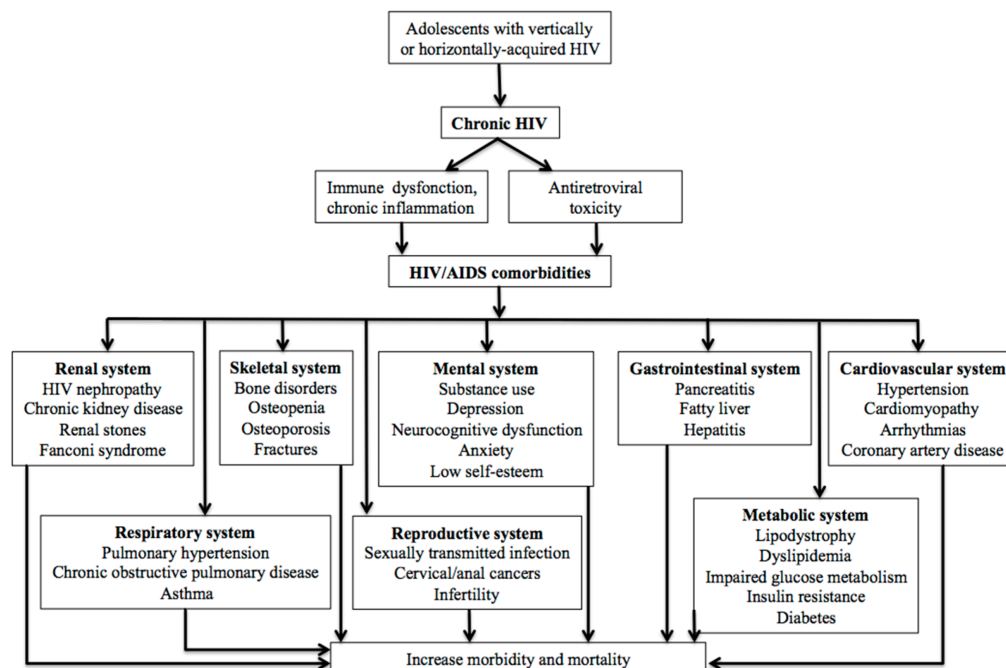 Adolescents with vertically
or horizontally-acquired HIV
Chronic HIV
Immune dysfonction,
chronic inflammation
Antiretroviral
toxicity
HIV/AIDS comorbidities
Renal system
HIV nephropathy
Chronic kidney disease
Renal stones
Fanconi syndrome
Skeletal system
Bone disorders
Osteopenia
Osteoporosis
Fractures
Mental system
Substance use
Depression
Neurocognitive dysfunction
Anxiety
Low self-esteem
Gastrointestinal system
Pancreatitis
Fatty liver
Hepatitis
Cardiovascular system
Hypertension
Cardiomyopathy
Arrhythmias
Coronary artery disease
Respiratory system
Pulmonary hypertension
Chronic obstructive pulmonary disease
Asthma
Reproductive system
Sexually transmitted infection
Cervical/anal cancers
Infertility
Metabolic system
Lipodystrophy
Dyslipidemia
Impaired glucose metabolism
Insulin resistance
Diabetes
Increase morbidity and mortality